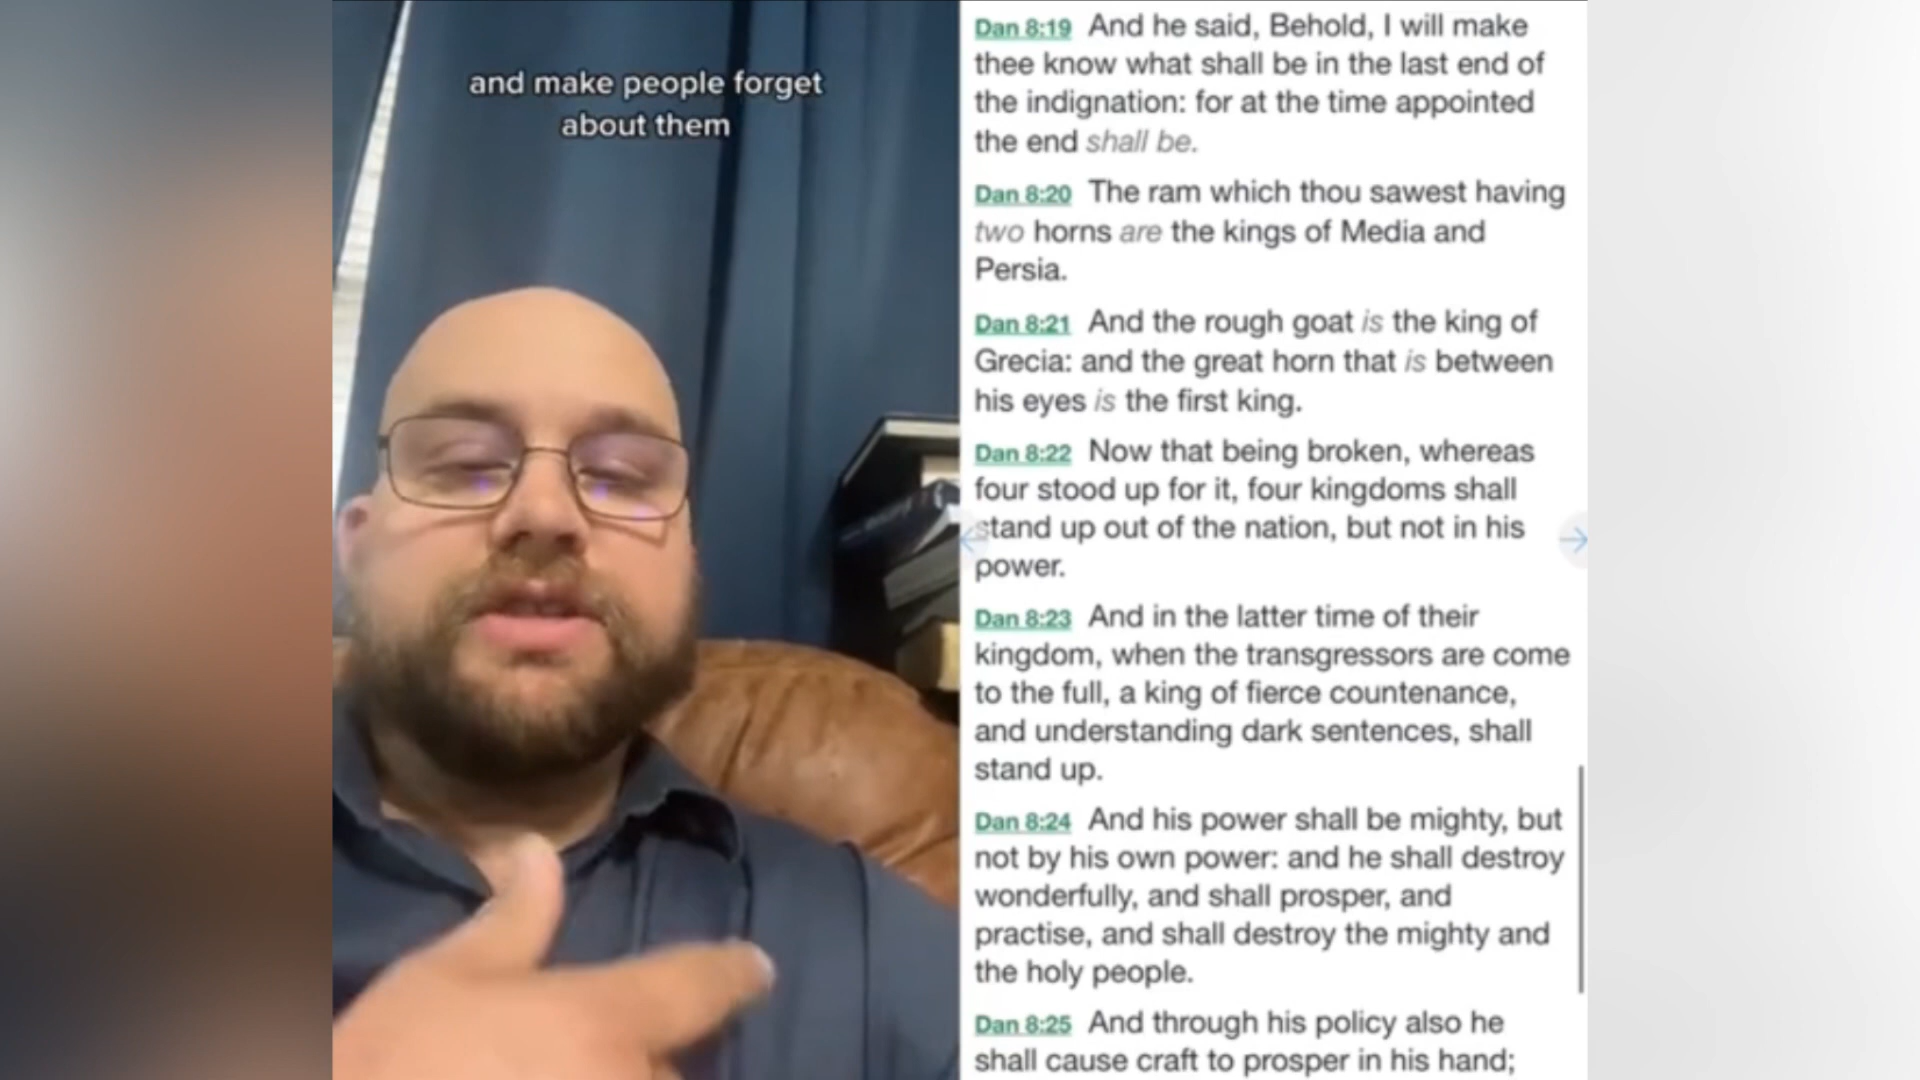 and make people forget
about them
Dan 8:19 And he said, Behold, I will make
thee know what shall be in the last end of
the indignation: for at the time appointed
the end shall be.
Dan 8:20 The ram which thou sawest having
two horns are the kings of Media and
Persia.
Dan 8:21 And the rough goat is the king of
Grecia: and the great horn that is between
his eyes is the first king.
Dan 8:22 Now that being broken, whereas
four stood up for it, four kingdoms shall
stand up out of the nation, but not in his
power.
Dan 8:23 And in the latter time of their
kingdom, when the transgressors are come
to the full, a king of fierce countenance,
and understanding dark sentences, shall
stand up.
Dan 8:24 And his power shall be mighty, but
not by his own power: and he shall destroy
wonderfully, and shall prosper, and
practise, and shall destroy the mighty and
the holy people.
Dan 8:25 And through his policy also he
shall cause craft to prosper in his hand;